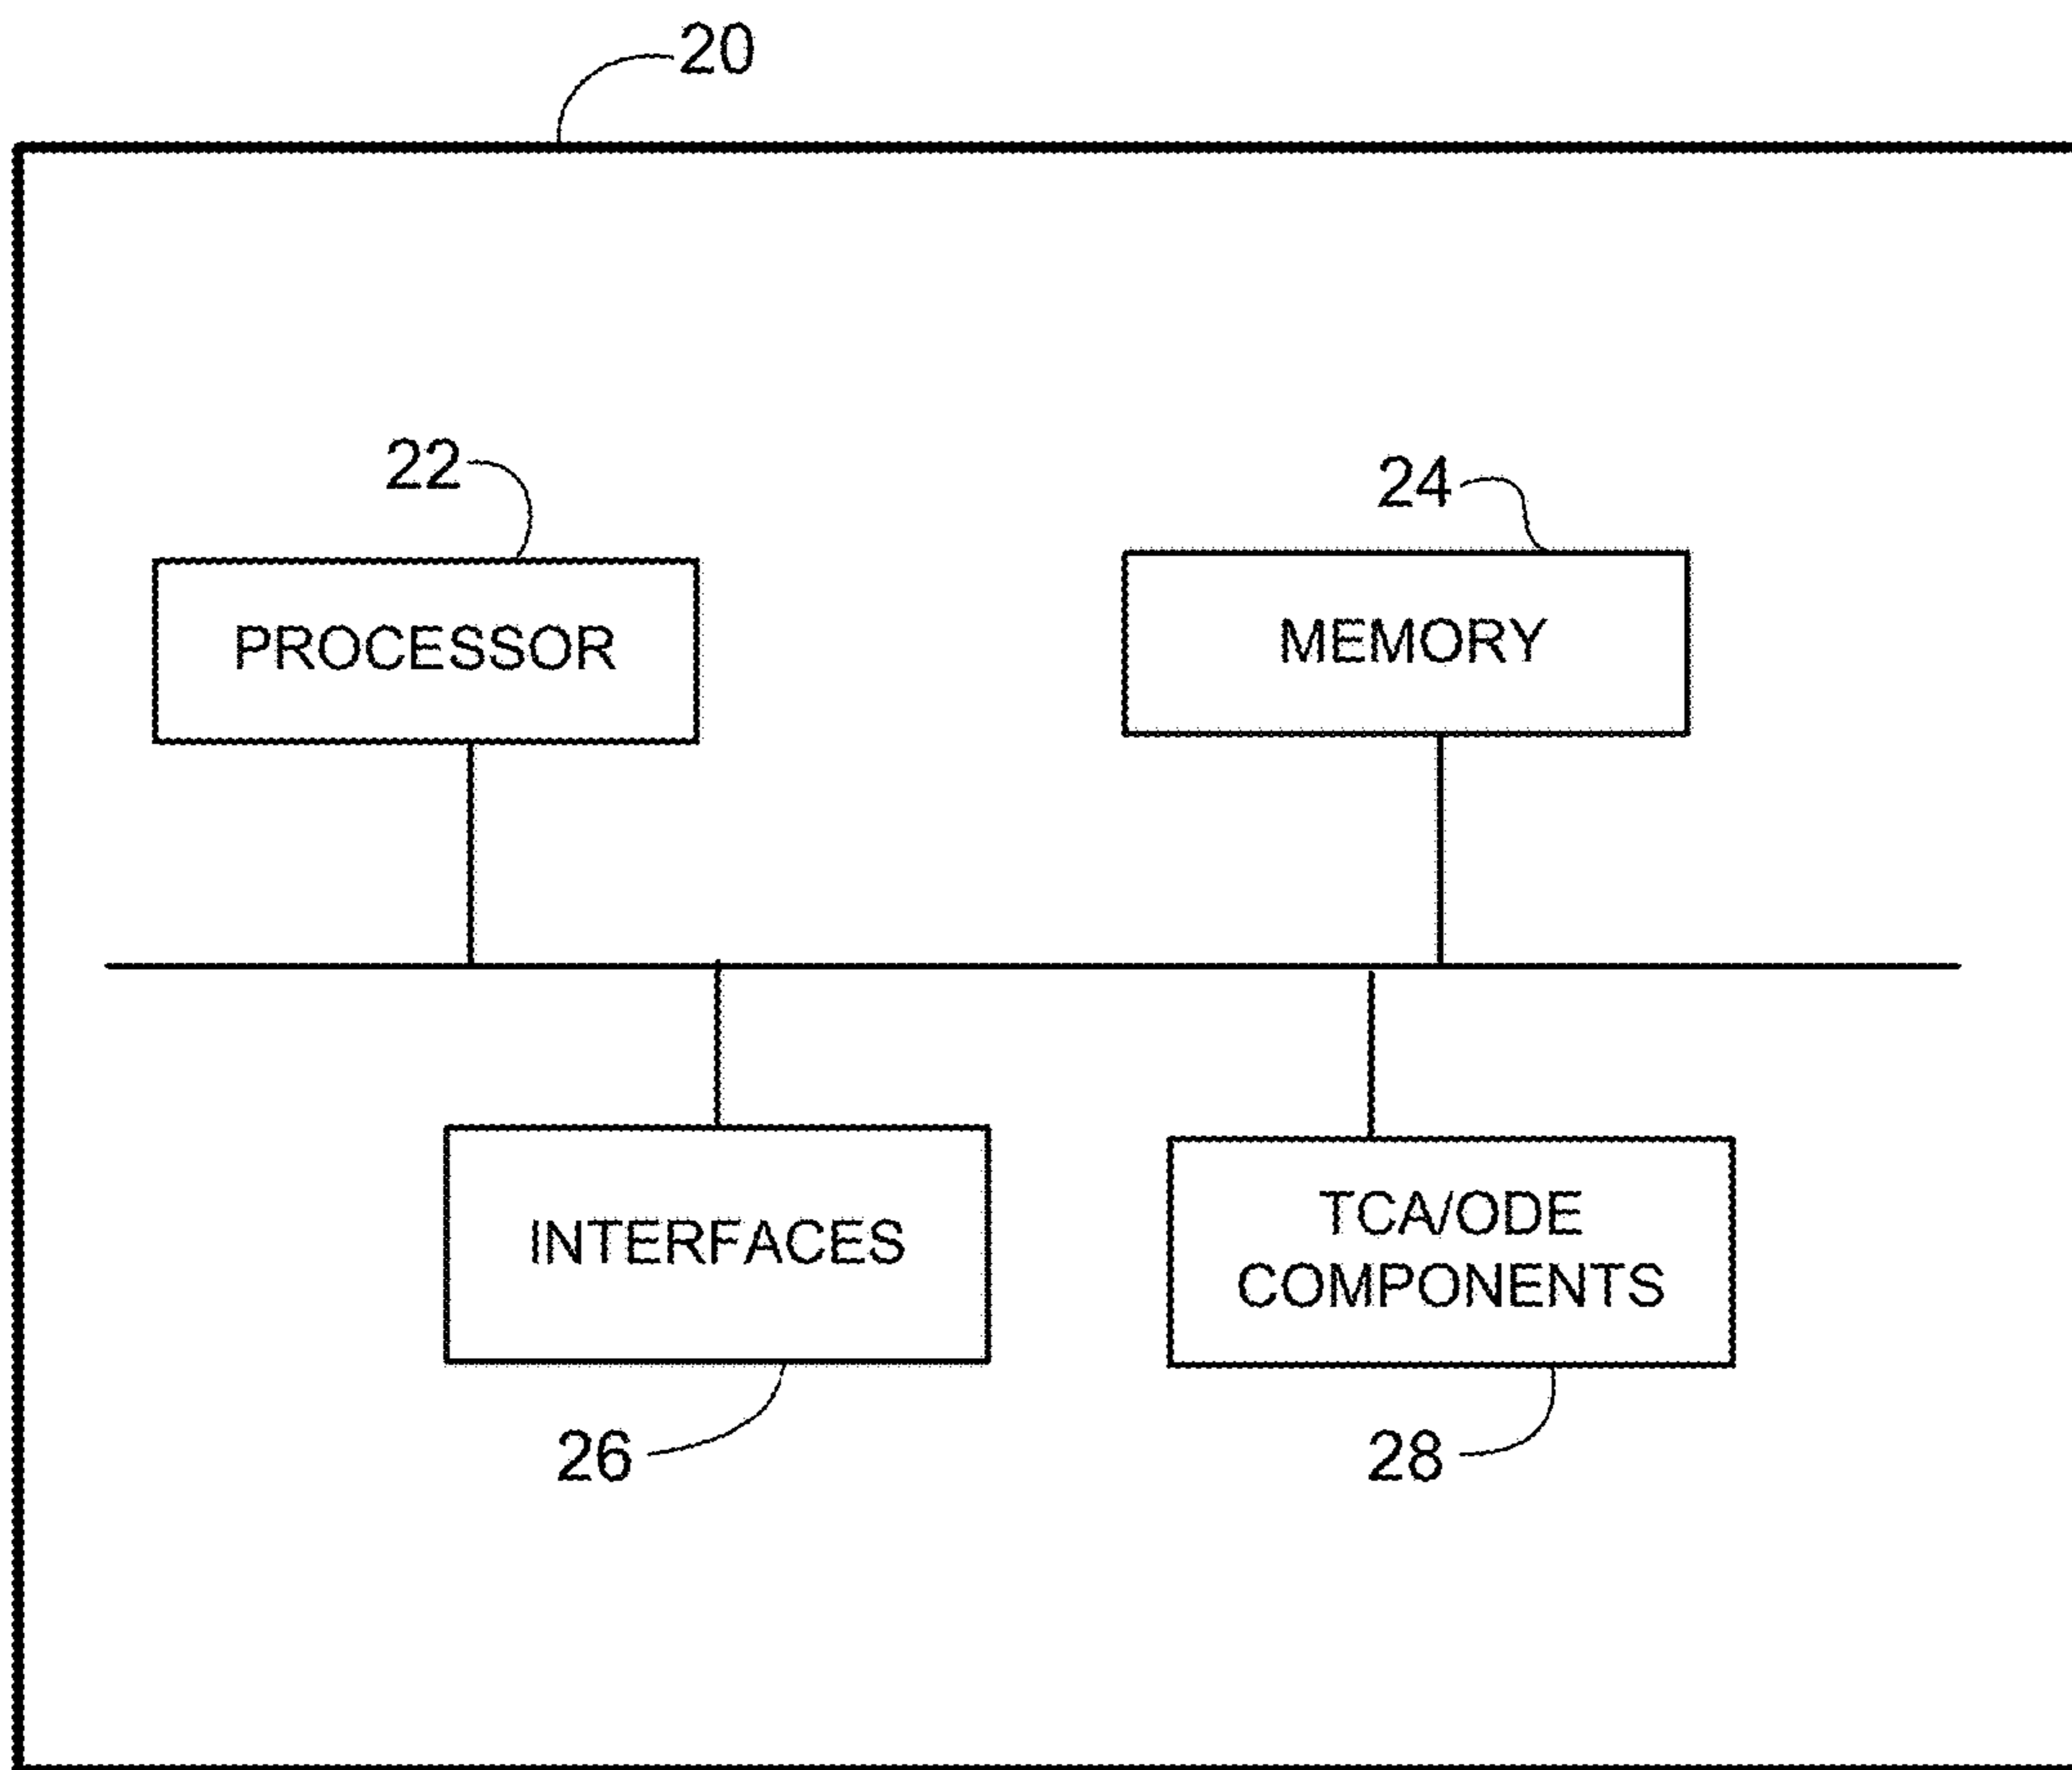 20
22
24
PROCESSOR
MEMORY
INTERFACES
TCA/ODE
COMPONENTS
26
28